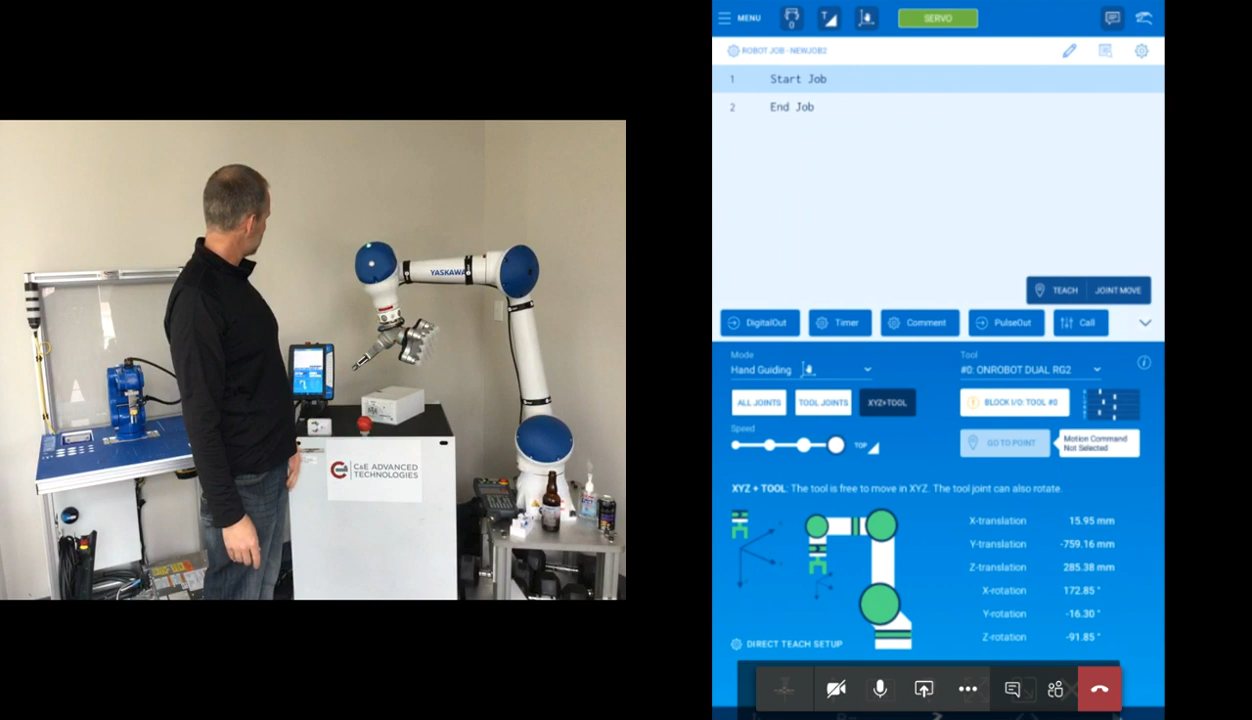 YASKAWA
C&E ADVANCED
TECHNOLOGIES
MENU
0
T
SERVO
ROBOT JOB - NEWJOB2
1 Start Job
2 End Job
TEACH JOINT MOVE
DigitalOut Timer Comment PulseOut Call
Mode
Hand Guiding
Tool
#0: ONROBOT DUAL RG2
ALL JOINTS TOOL JOINTS XYZ+TOOL
BLOCK I/O: TOOL #0
Speed
TOP
GO TO POINT
Motion Command
Not Selected
XYZ + TOOL: The tool is free to move in XYZ. The tool joint can also rotate.
X-translation 15.95 mm
Y-translation -759.16 mm
Z-translation 285.38 mm
X-rotation 172.85 °
Y-rotation -16.30 °
Z-rotation -91.85 °
DIRECT TEACH SETUP